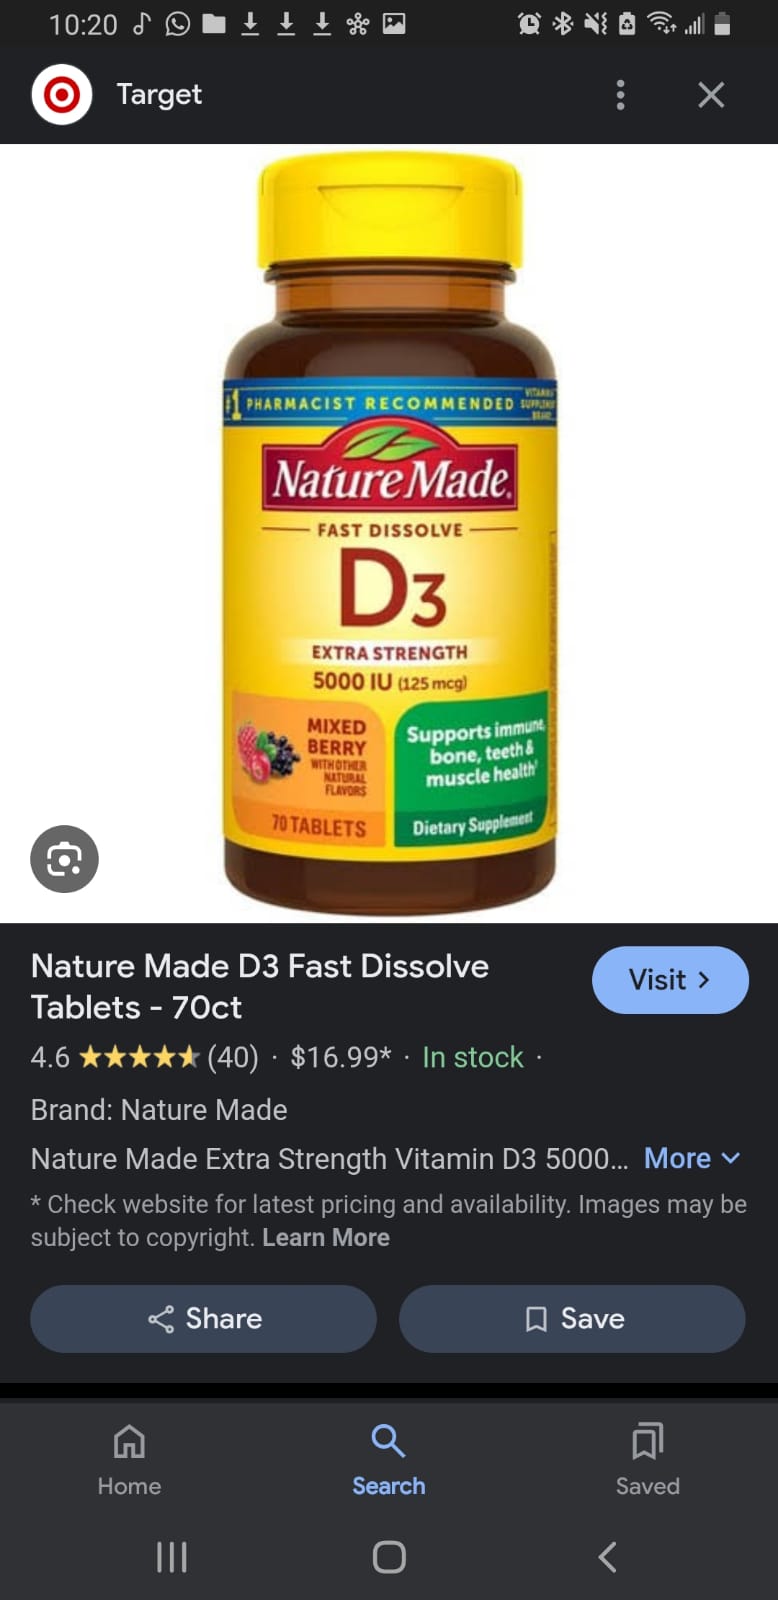 10:20
Target
#1 PHARMACIST RECOMMENDED VITAMIN SUPPLEMENT BRAND
Nature Made®
FAST DISSOLVE
D3
EXTRA STRENGTH
5000 IU (125 mcg)
MIXED
BERRY
WITH OTHER
NATURAL
FLAVORS
70 TABLETS
Supports immune,
bone, teeth &
muscle health†
Dietary Supplement
Nature Made D3 Fast Dissolve
Tablets - 70ct
Visit >
4.6 ★★★★★ (40) · $16.99* · In stock ·
Brand: Nature Made
Nature Made Extra Strength Vitamin D3 5000... More
* Check website for latest pricing and availability. Images may be
subject to copyright. Learn More
Share
Save
Home
Search
Saved